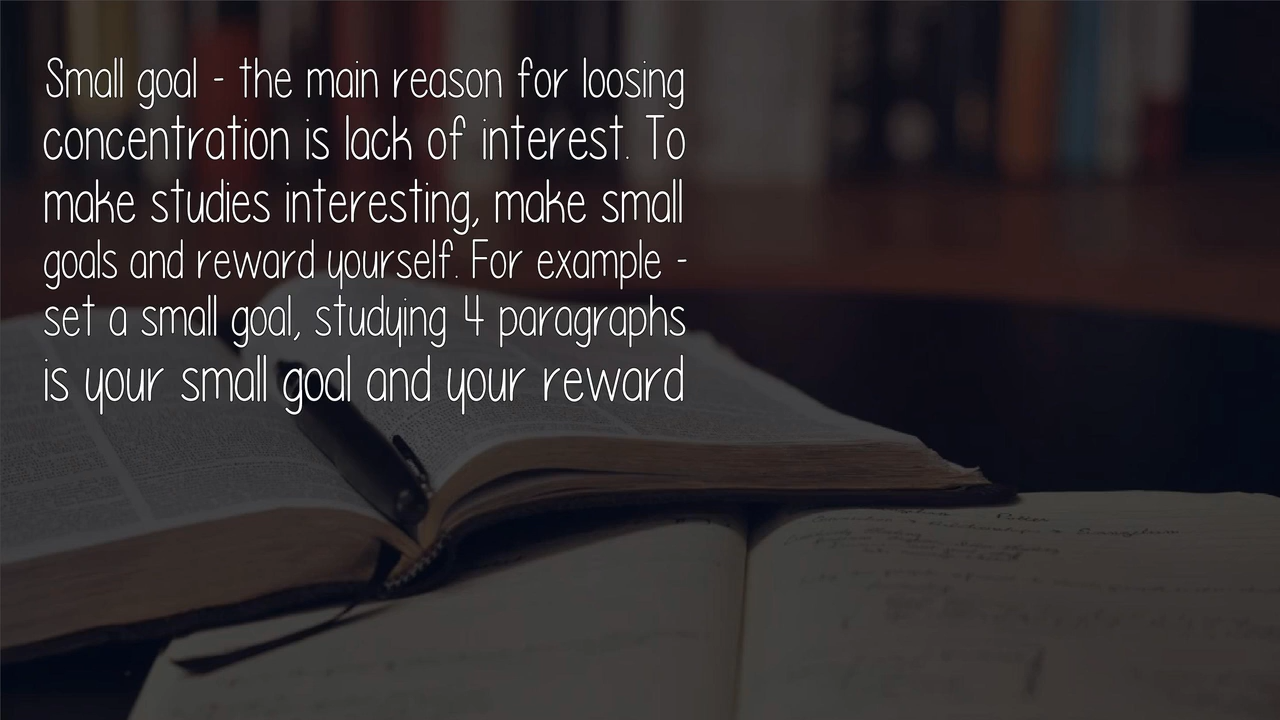 Small goal - the main reason for loosing
concentration is lack of interest. To
make studies interesting, make small
goals and reward yourself. For example -
set a small goal, studying 4 paragraphs
is your small goal and your reward